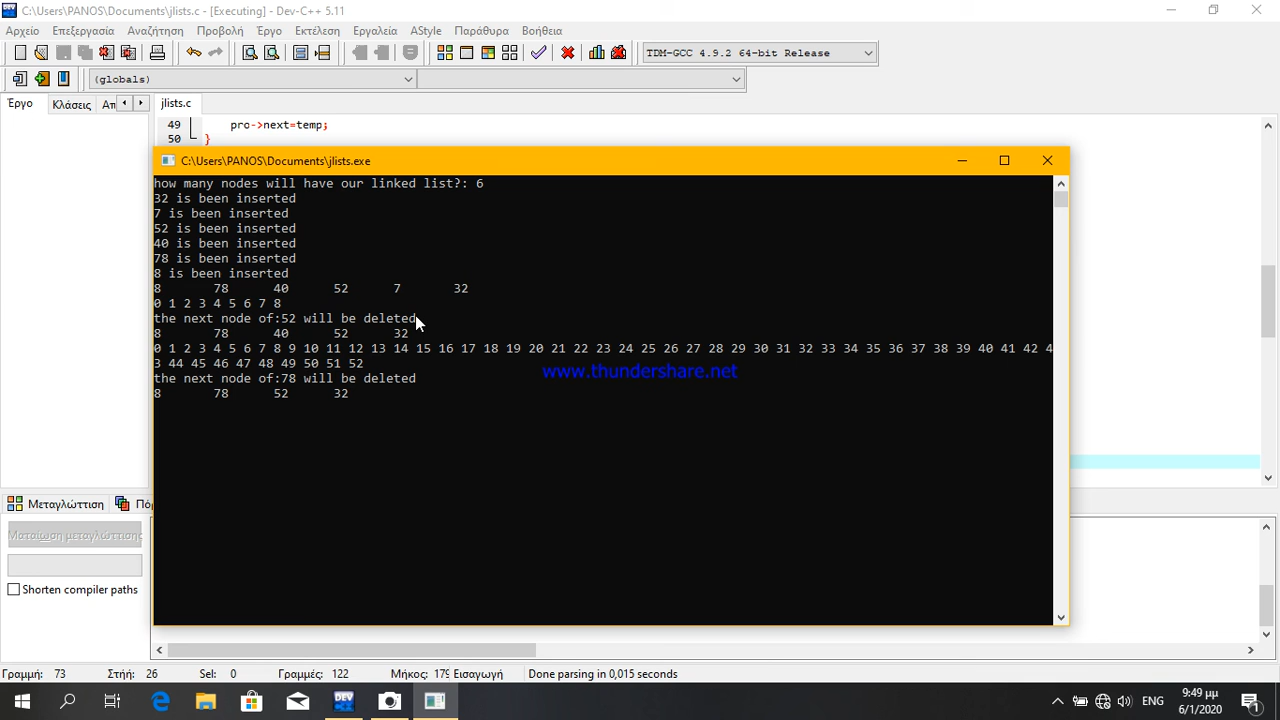 C:\Users\PANOS\Documents\jlists.c - [Executing] - Dev-C++ 5.11
Αρχείο Επεξεργασία Αναζήτηση Προβολή Έργο Εκτέλεση Εργαλεία AStyle Παράθυρα Βοήθεια
TDM-GCC 4.9.2 64-bit Release
(globals)
Έργο Κλάσεις Απ
jlists.c
49 pro->next=temp;
50 }
C:\Users\PANOS\Documents\jlists.exe
how many nodes will have our linked list?: 6
32 is been inserted
7 is been inserted
52 is been inserted
40 is been inserted
78 is been inserted
8 is been inserted
8 78 40 52 7 32
0 1 2 3 4 5 6 7 8
the next node of:52 will be deleted
8 78 40 52 32
0 1 2 3 4 5 6 7 8 9 10 11 12 13 14 15 16 17 18 19 20 21 22 23 24 25 26 27 28 29 30 31 32 33 34 35 36 37 38 39 40 41 42 4
3 44 45 46 47 48 49 50 51 52
www.thundershare.net
the next node of:78 will be deleted
8 78 52 32
Μεταγλώττιση Πόρ
Ματαίωση μεταγλώττισης
Shorten compiler paths
Γραμμή: 73 Στήή: 26 Sel: 0 Γραμμές: 122 Μήκος: 179 Εισαγωγή Done parsing in 0,015 seconds
DEV
ENG
9:49 μμ
6/1/2020
1